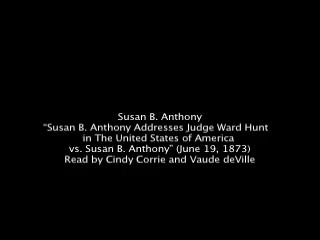 Susan B. Anthony
"Susan B. Anthony Addresses Judge Ward Hunt
in The United States of America
vs. Susan B. Anthony" (June 19, 1873)
Read by Cindy Corrie and Vaude deVille